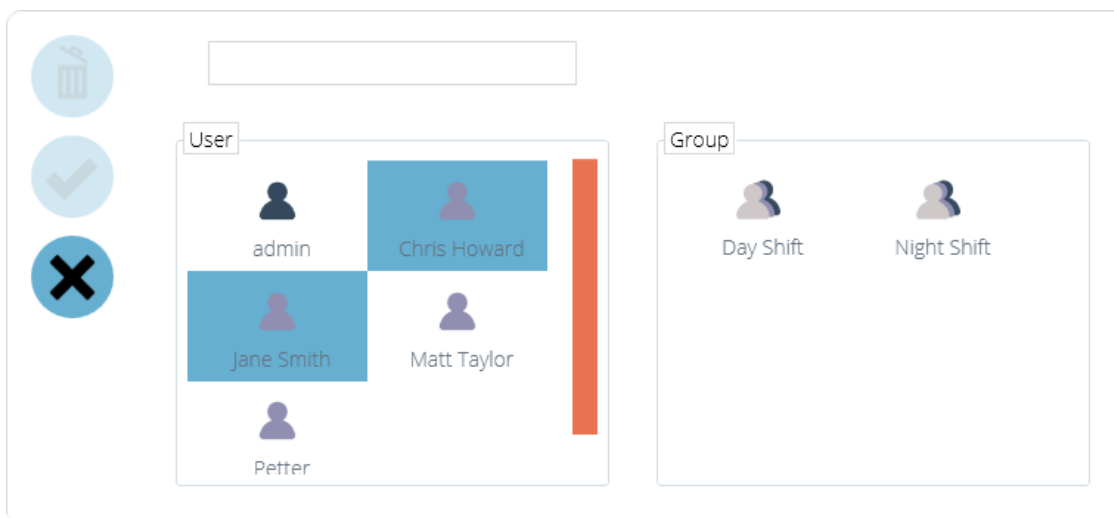 User
Group
admin
Chris Howard
Day Shift
Night Shift
Jane Smith
Matt Taylor
Petter